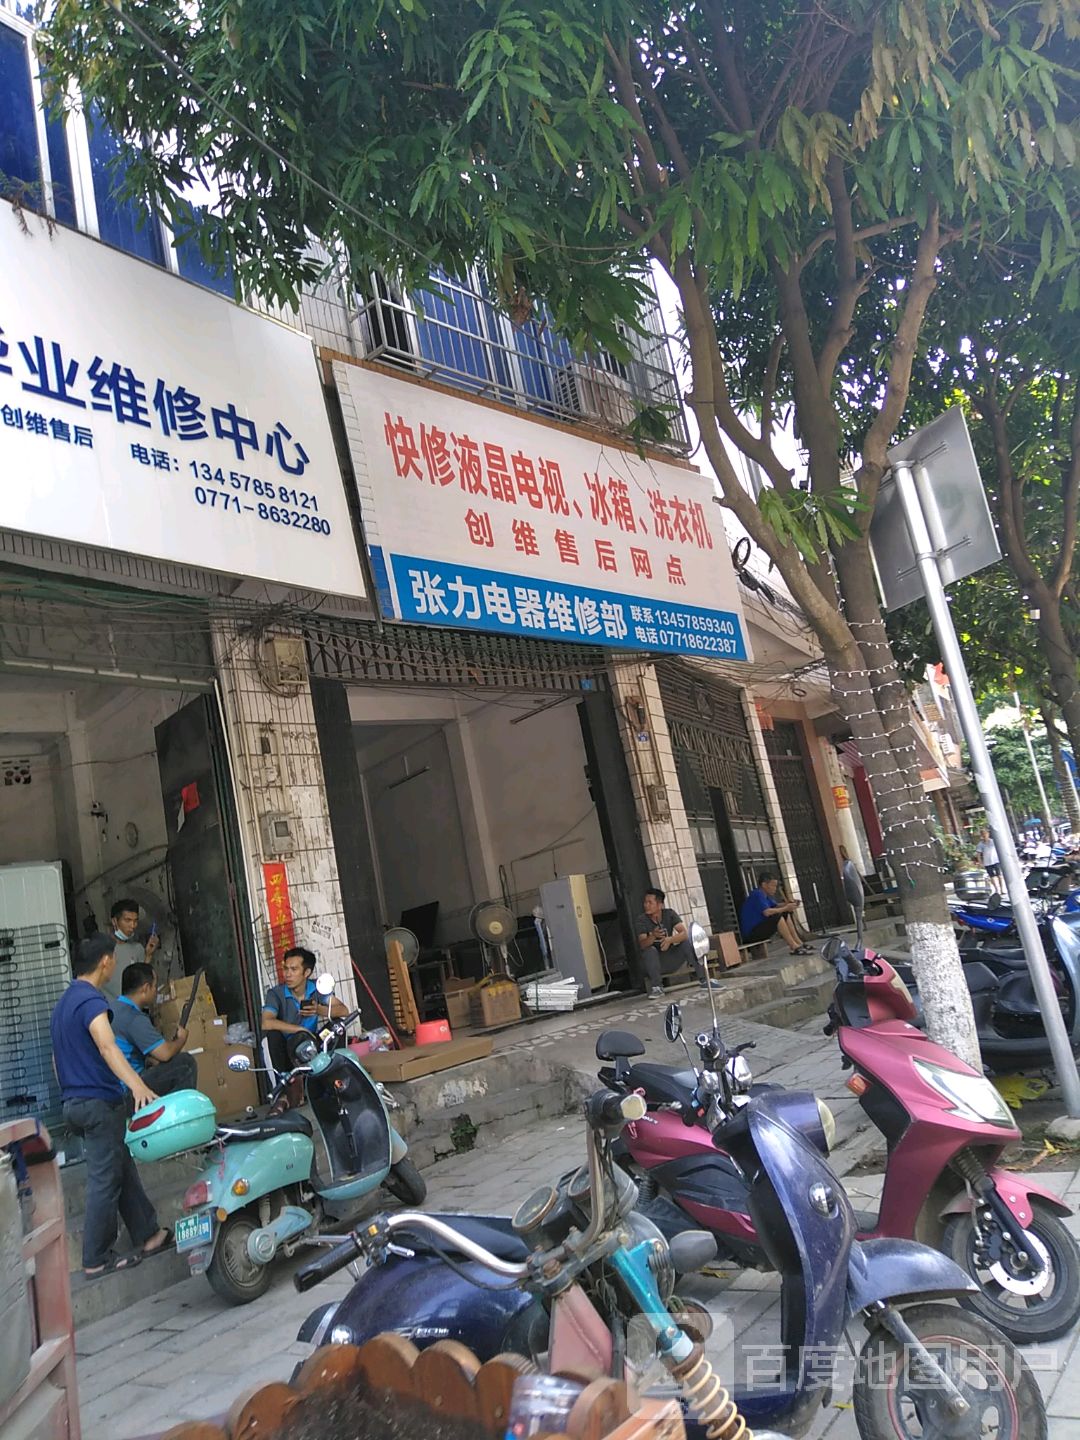 业维修中心
创维售后
电话：134 5785 8121
0771-8632280
快修液晶电视、冰箱、洗衣机
创维售后网点
张力电器维修部
联系13457859340
电话07718622387
百度地图用户